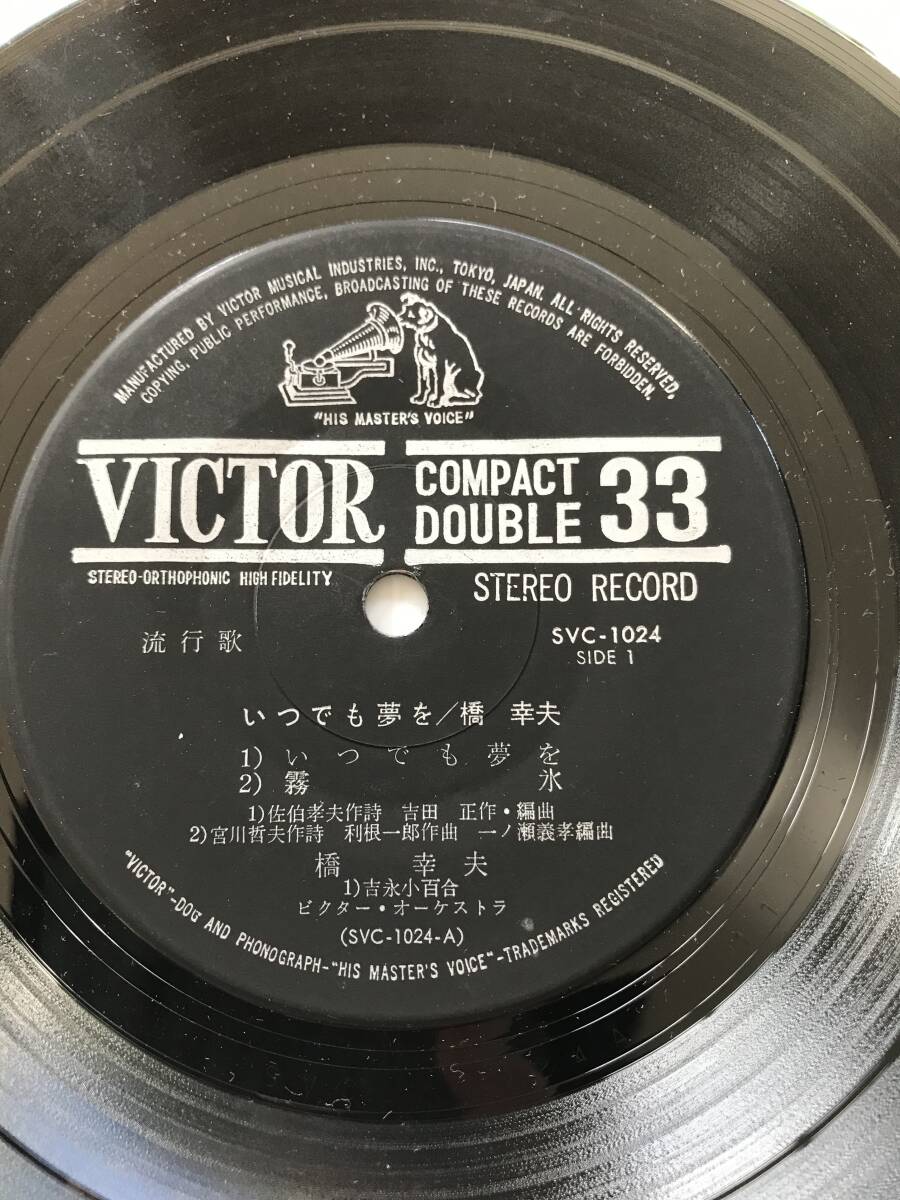 MANUFACTURED BY VICTOR MUSICAL INDUSTRIES, INC., TOKYO, JAPAN. ALL RIGHTS RESERVED.
COPYING, PUBLIC PERFORMANCE, BROADCASTING OF THESE RECORDS ARE FORBIDDEN.
"HIS MASTER'S VOICE"
VICTOR COMPACT DOUBLE 33
STEREO-ORTHOPHONIC HIGH FIDELITY
STEREO RECORD
流行歌
SVC-1024
SIDE 1
いつでも夢を／橋 幸夫
1) いつでも夢を
2) 霧 氷
1)佐伯孝夫作詩 吉田 正作・編曲
2)宮川哲夫作詩 利根一郎作曲 一ノ瀬義孝編曲
橋 幸夫
1)吉永小百合
ビクター・オーケストラ
(SVC-1024-A)
"VICTOR"-DOG AND PHONOGRAPH-"HIS MASTER'S VOICE"-TRADEMARKS REGISTERED